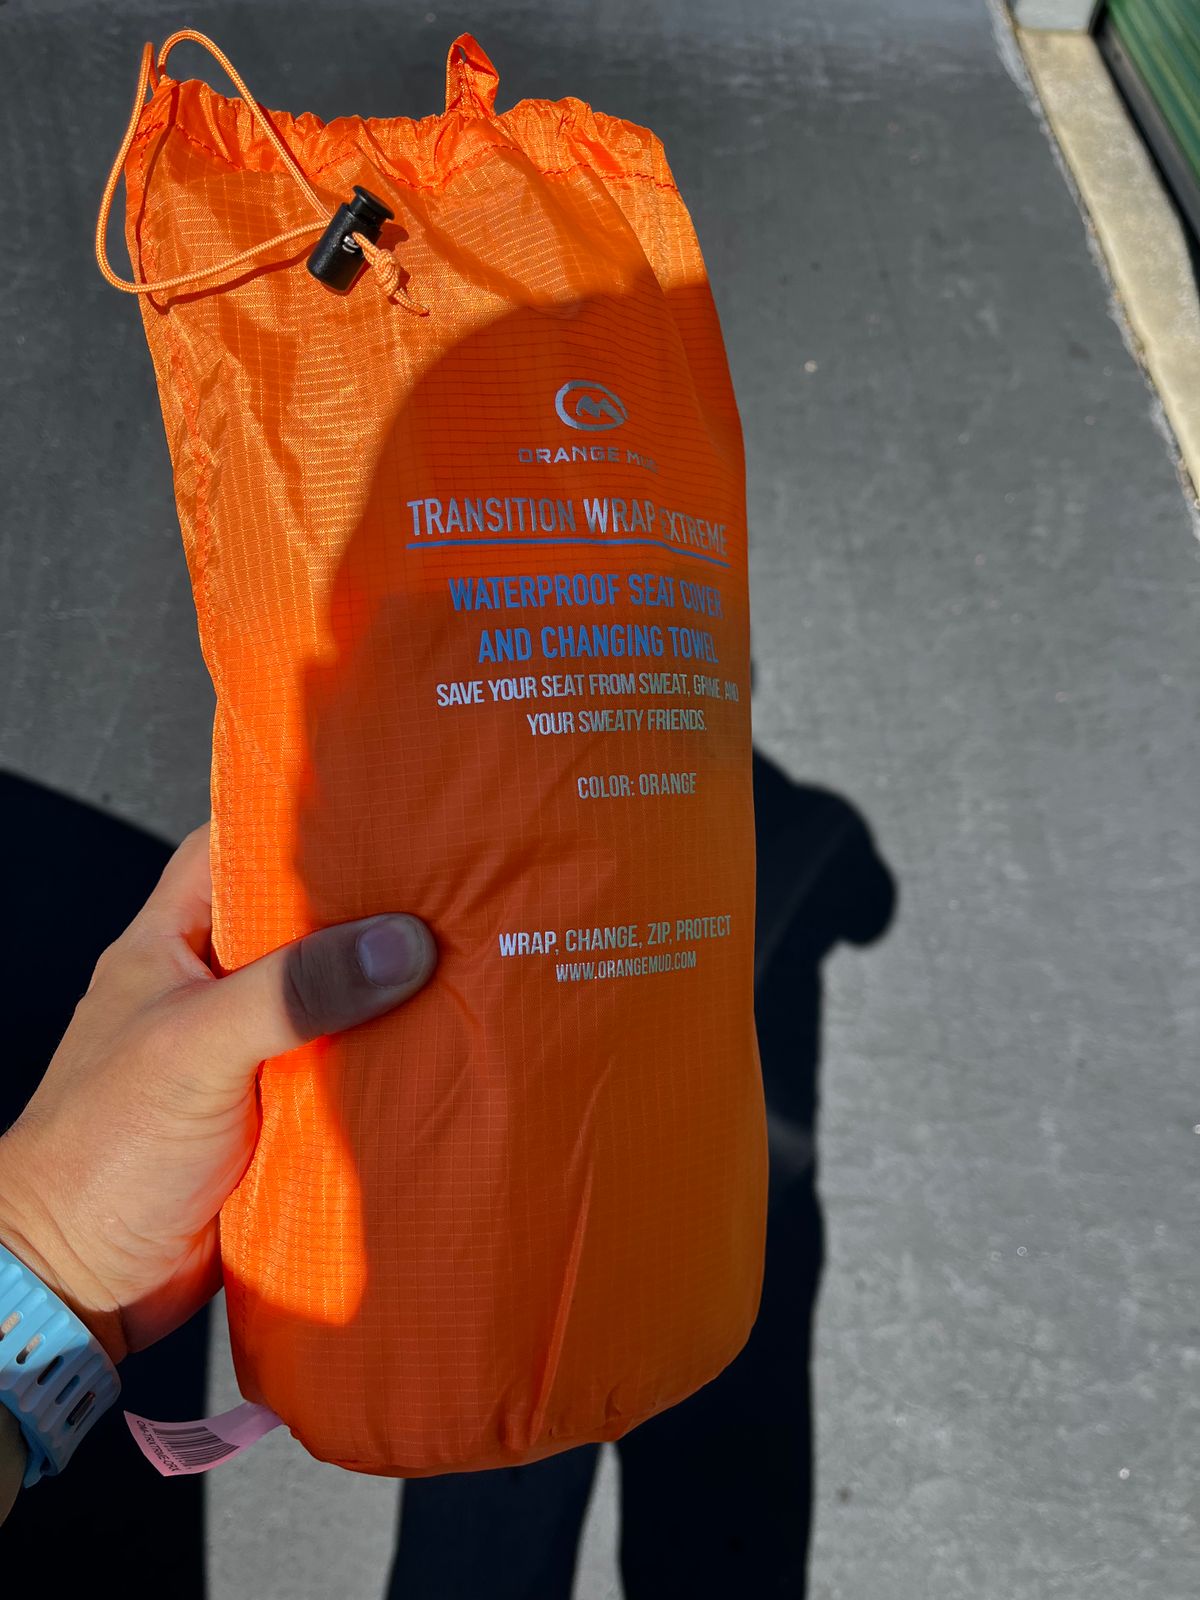 ORANGE MUD
TRANSITION WRAP EXTREME
WATERPROOF SEAT COVER
AND CHANGING TOWEL
SAVE YOUR SEAT FROM SWEAT, GRIME, AND
YOUR SWEATY FRIENDS.
COLOR: ORANGE
WRAP, CHANGE, ZIP, PROTECT
WWW.ORANGEMUD.COM